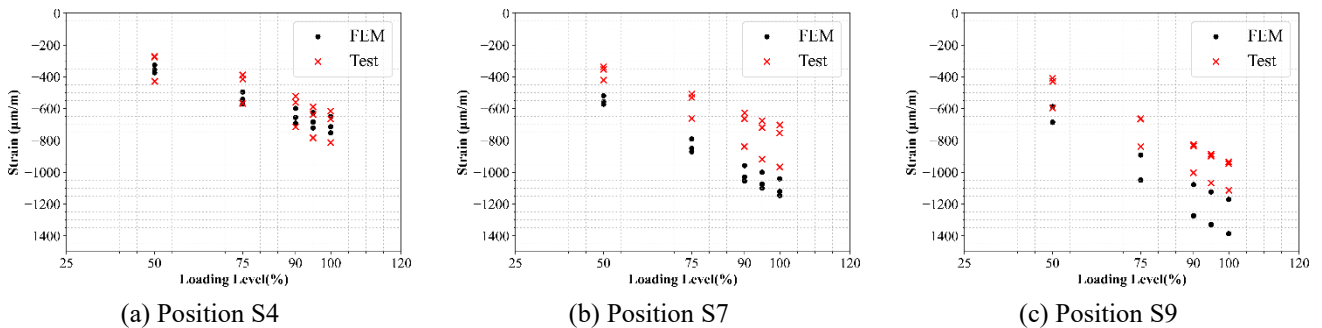 0
−200
−400
−600
−800
−1000
−1200
1400
Strain (μm/m)
25
50
75
90
100
120
Loading Level(%)
FEM
Test
(a) Position S4
0
−200
−400
−600
−800
−1000
−1200
1400
Strain (μm/m)
25
50
75
90
100
120
Loading Level(%)
FEM
Test
(b) Position S7
0
−200
−400
−600
−800
−1000
−1200
1400
Strain (μm/m)
25
50
75
90
100
120
Loading Level(%)
FEM
Test
(c) Position S9